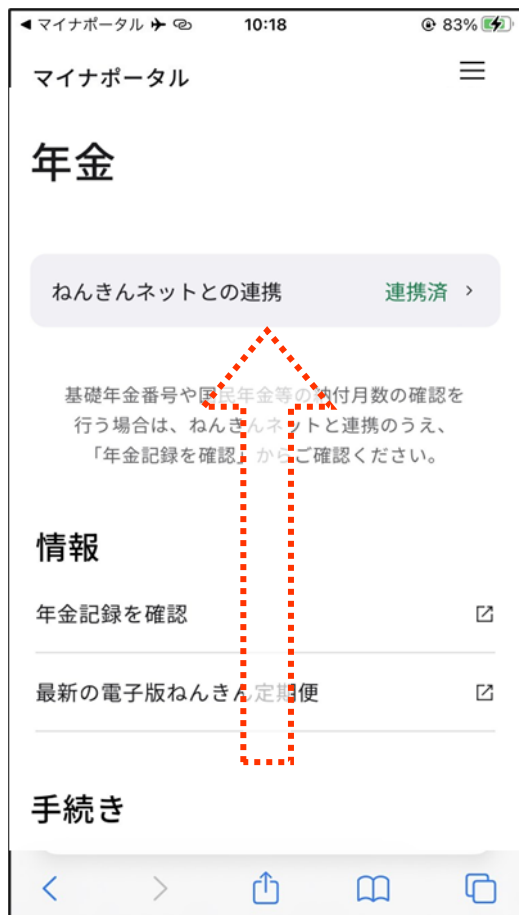 ◀ マイナポータル 10:18 83%
マイナポータル
年金
ねんきんネットとの連携 連携済 >
基礎年金番号や国民年金等の納付月数の確認を
行う場合は、ねんきんネットと連携のうえ、
「年金記録を確認」からご確認ください。
情報
年金記録を確認
最新の電子版ねんきん定期便
手続き